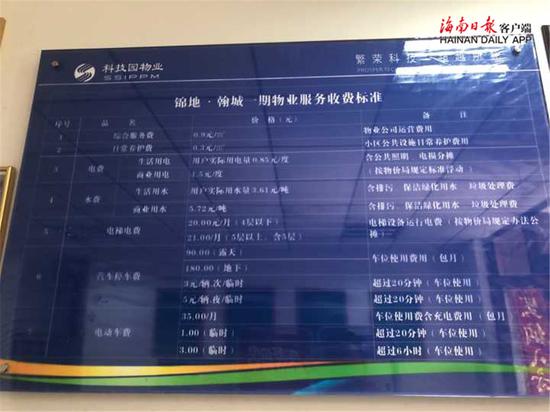 海南日报 客户端
HAINAN DAILY APP
科技园物业
SSIPPM
繁荣科技
锦地·翰城一期物业服务收费标准
序号 品 名 价 格（元） 备 注
1 综合服务费 0.9元/㎡ 物业公司运营费用
2 日常养护费 0.3元/㎡ 小区公共设施日常养护费用
3 电费 生活用电 用户实际用电量0.85元/度 含公共照明 电损分摊
商业用电 1.5元/度 （按物价局规定标准浮动）
4 水费 生活用水 用户实际用水量3.61元/吨 含排污 保洁绿化用水 垃圾处理费
商业用水 5.72元/吨 含排污、保洁绿化用水 垃圾处理费
5 电梯电费 20.00元/月（4层以下） 电梯设备运行电费（按物价局规定办法公摊）
21.00/月（5层以上、含5层）
6 汽车停车费 90.00（露天） 车位使用费用（包月）
180.00（地下）
3元/辆.次/临时 超过20分钟（车位使用）
5元/辆.夜/临时 超过20分钟（车位使用）
7 电动车费 35.00/月 车位使用费含充电费用（包月）
1.00（临时） 超过20分钟（车位使用）
3.00（临时） 超过6小时（车位使用）